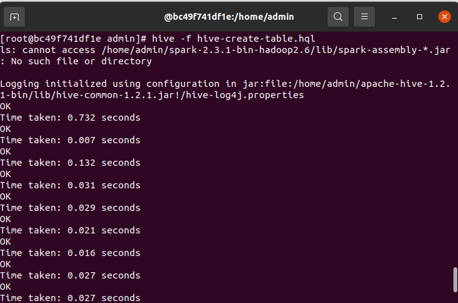 @bc49f741df1e:/home/admin
[root@bc49f741df1e admin]# hive -f hive-create-table.hql
ls: cannot access /home/admin/spark-2.3.1-bin-hadoop2.6/lib/spark-assembly-*.jar
: No such file or directory
Logging initialized using configuration in jar:file:/home/admin/apache-hive-1.2.
1-bin/lib/hive-common-1.2.1.jar!/hive-log4j.properties
OK
Time taken: 0.732 seconds
OK
Time taken: 0.007 seconds
OK
Time taken: 0.132 seconds
OK
Time taken: 0.031 seconds
OK
Time taken: 0.029 seconds
OK
Time taken: 0.021 seconds
OK
Time taken: 0.016 seconds
OK
Time taken: 0.027 seconds
OK
Time taken: 0.027 seconds